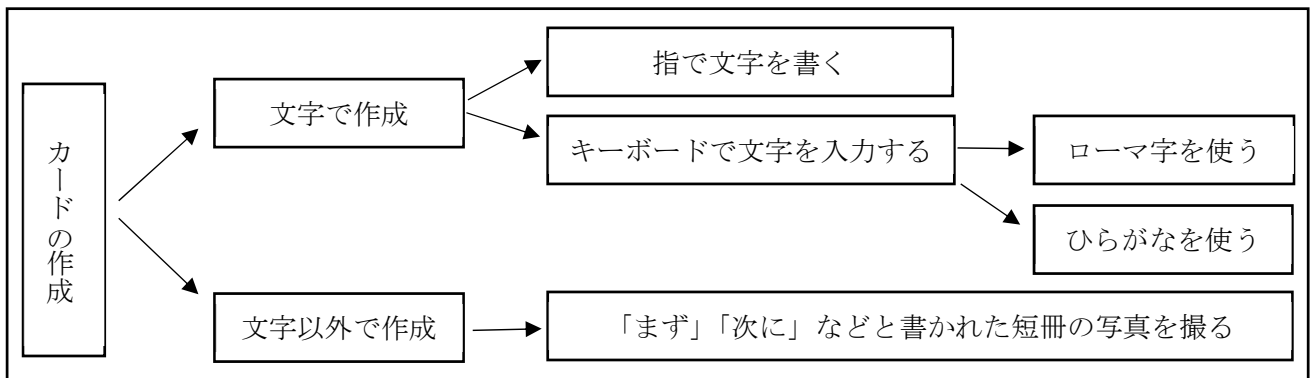 カードの作成
文字で作成
指で文字を書く
キーボードで文字を入力する
ローマ字を使う
ひらがなを使う
文字以外で作成
「まず」「次に」などと書かれた短冊の写真を撮る